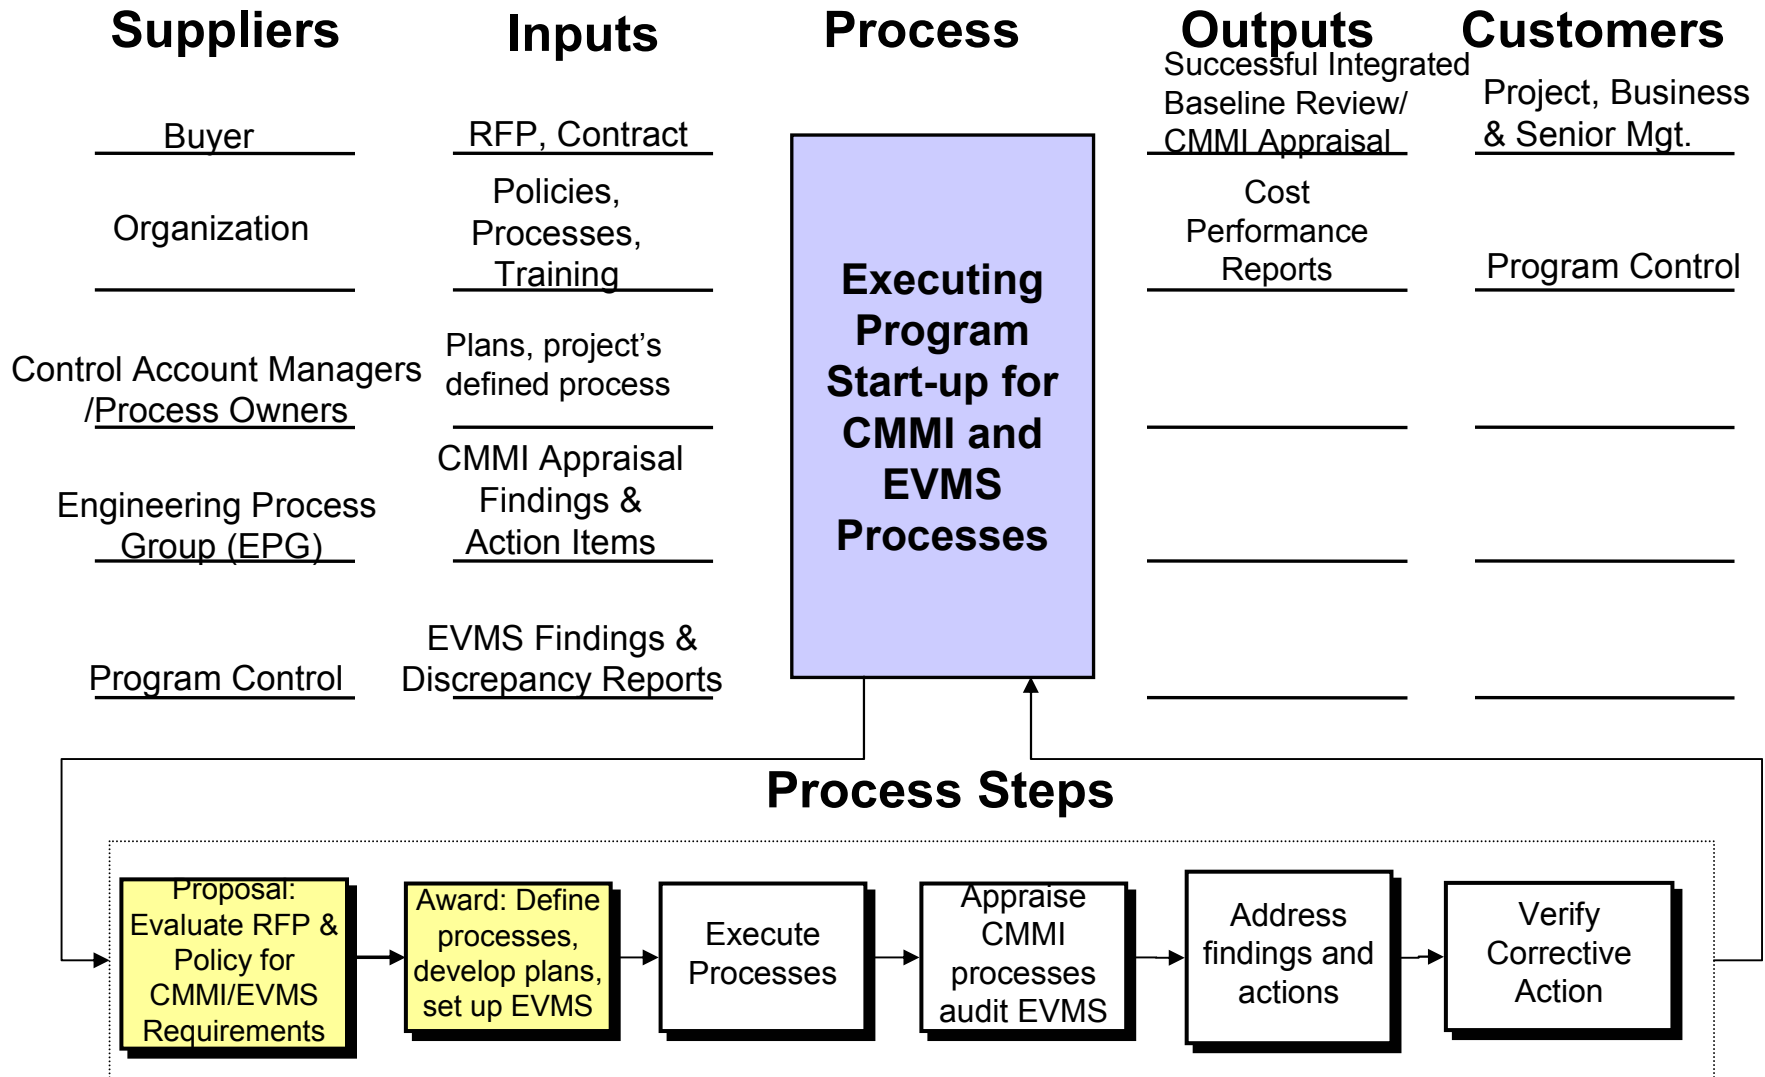 Suppliers
Inputs
Process
Outputs
Customers
Buyer
Organization
Control Account Managers
/Process Owners
Engineering Process
Group (EPG)
Program Control
RFP, Contract
Policies,
Processes,
Training
Plans, project’s
defined process
CMMI Appraisal
Findings &
Action Items
EVMS Findings &
Discrepancy Reports
Executing
Program
Start-up for
CMMI and
EVMS
Processes
Successful Integrated
Baseline Review/
CMMI Appraisal
Cost
Performance
Reports
Project, Business
& Senior Mgt.
Program Control
Process Steps
Proposal:
Evaluate RFP &
Policy for
CMMI/EVMS
Requirements
Award: Define
processes,
develop plans,
set up EVMS
Execute
Processes
Appraise
CMMI
processes
audit EVMS
Address
findings and
actions
Verify
Corrective
Action